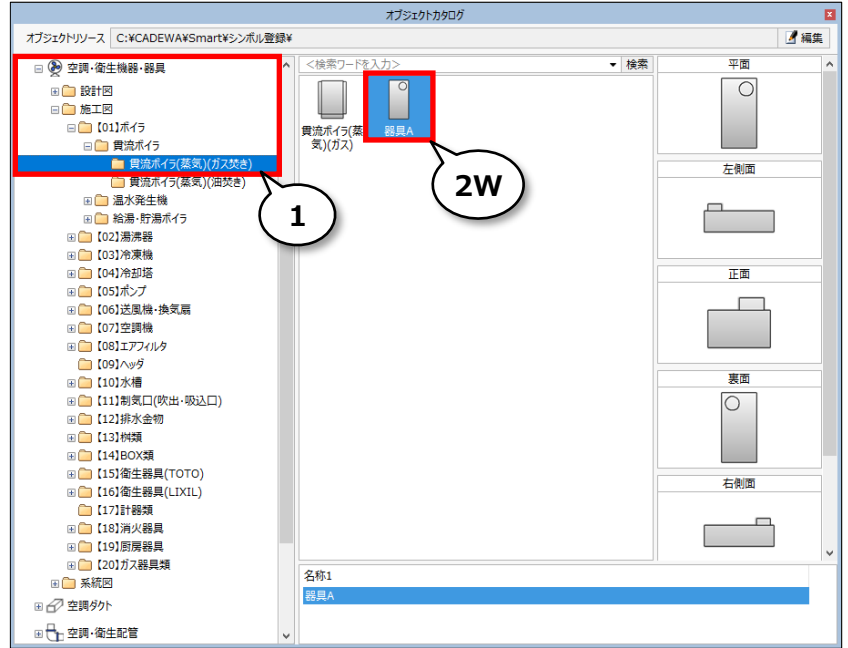 オブジェクトカタログ
オブジェクトリソース C:¥CADEWA¥Smart¥シンボル登録¥
編集
空調・衛生機器・器具
設計図
施工図
【01】ボイラ
貫流ボイラ
貫流ボイラ(蒸気)(ガス焚き)
貫流ボイラ(蒸気)(油焚き)
温水発生機
給湯・貯湯ボイラ
【02】湯沸器
【03】冷凍機
【04】冷却塔
【05】ポンプ
【06】送風機・換気扇
【07】空調機
【08】エアフィルタ
【09】ヘッダ
【10】水槽
【11】制気口(吹出・吸込口)
【12】排水金物
【13】桝類
【14】BOX類
【15】衛生器具(TOTO)
【16】衛生器具(LIXIL)
【17】計器類
【18】消火器具
【19】厨房器具
【20】ガス器具類
系統図
空調ダクト
空調・衛生配管
1
<検索ワードを入力>
検索
貫流ボイラ(蒸
気)(ガス)
器具A
2W
平面
左側面
正面
裏面
右側面
名称1
器具A